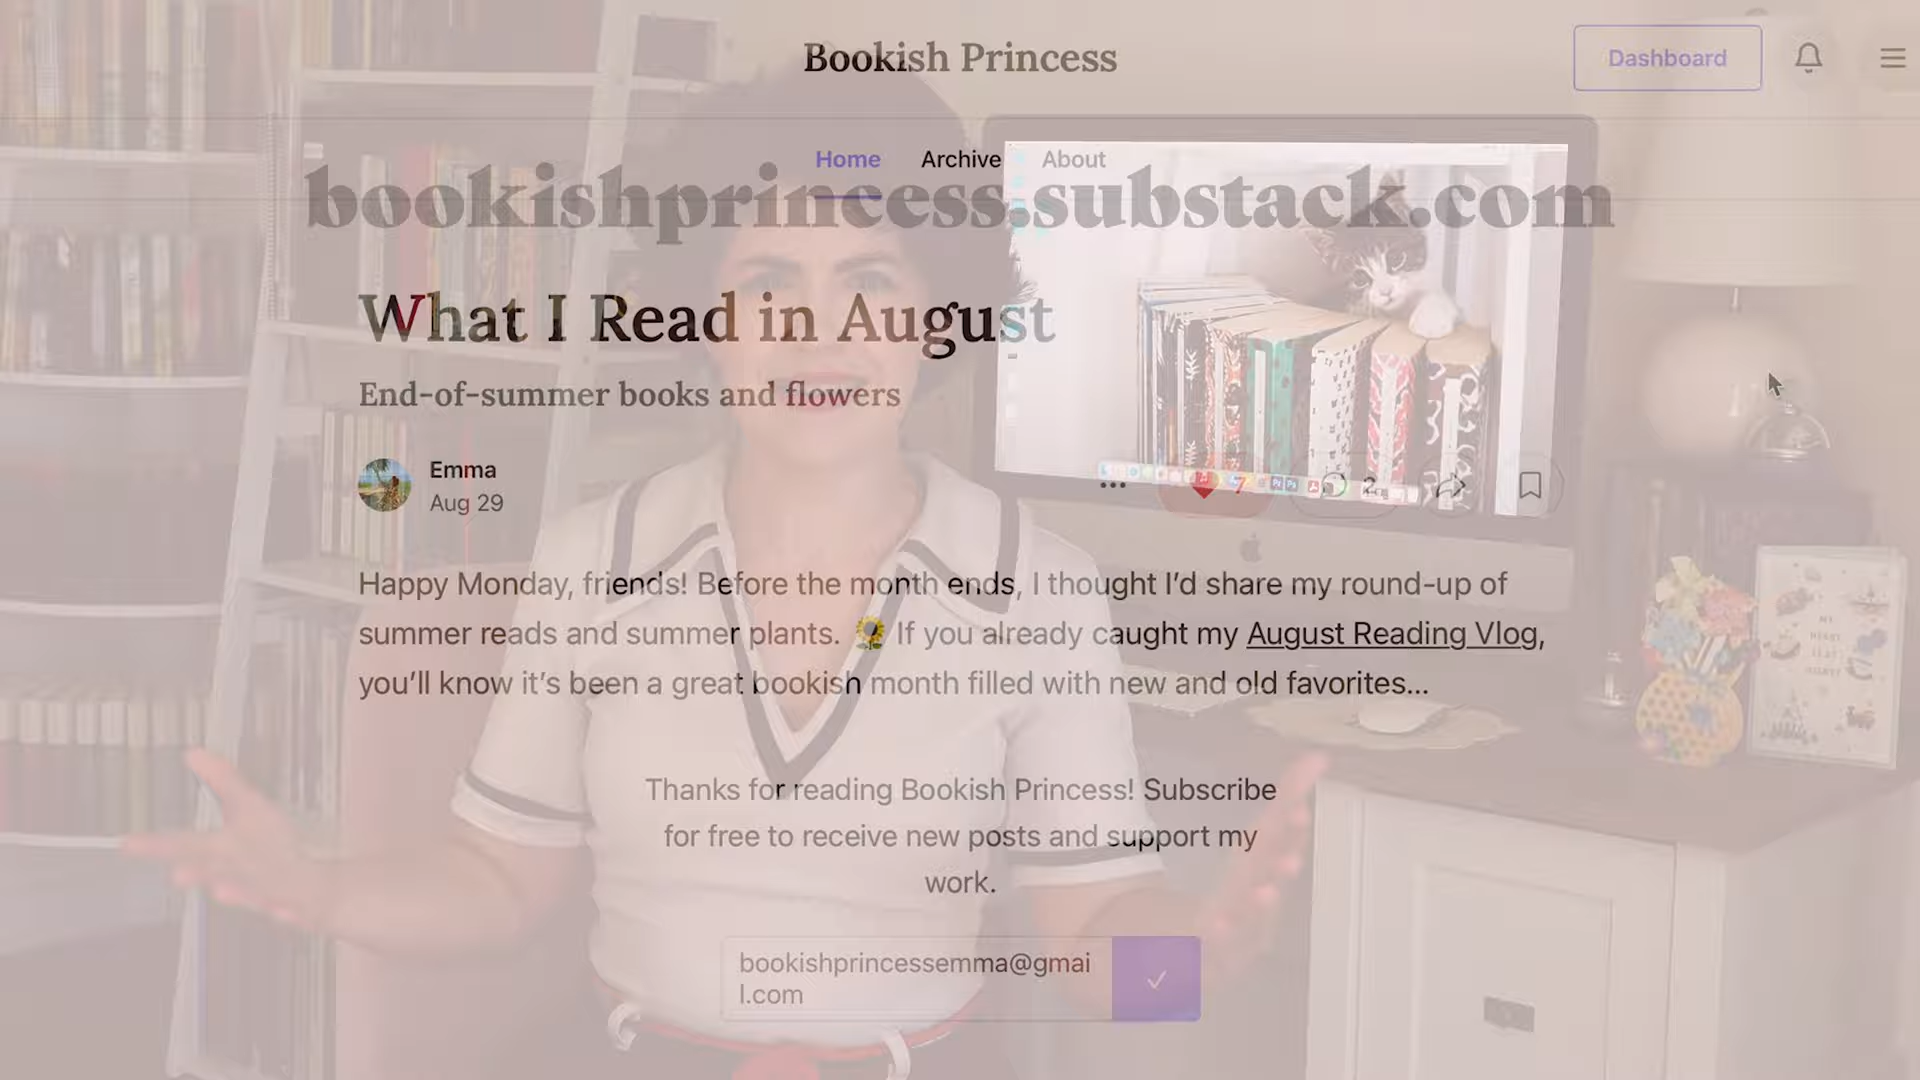 Bookish Princess
Dashboard
Home
Archive
About
bookishprincess.substack.com
What I Read in August
End-of-summer books and flowers
Emma
Aug 29
7
2
Happy Monday, friends! Before the month ends, I thought I’d share my round-up of
summer reads and summer plants. 🌻 If you already caught my August Reading Vlog,
you’ll know it’s been a great bookish month filled with new and old favorites...
Thanks for reading Bookish Princess! Subscribe
for free to receive new posts and support my
work.
bookishprincessemma@gmai
l.com